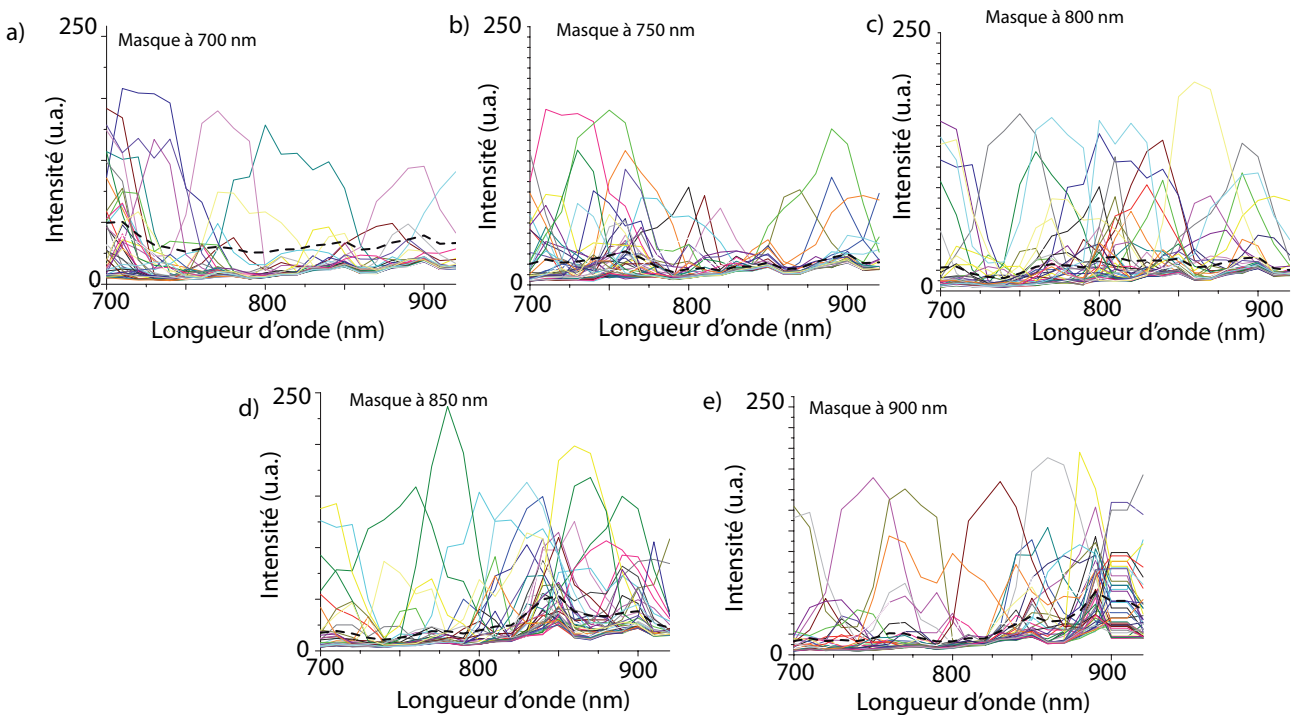 a)
Masque à 700 nm
250
0
Intensité (u.a.)
700
800
900
Longueur d'onde (nm)
b)
Masque à 750 nm
250
0
Intensité (u.a.)
700
800
900
Longueur d'onde (nm)
c)
Masque à 800 nm
250
0
Intensité (u.a.)
700
800
900
Longueur d'onde (nm)
d)
Masque à 850 nm
250
0
Intensité (u.a.)
700
800
900
Longueur d'onde (nm)
e)
Masque à 900 nm
250
0
Intensité (u.a.)
700
800
900
Longueur d'onde (nm)